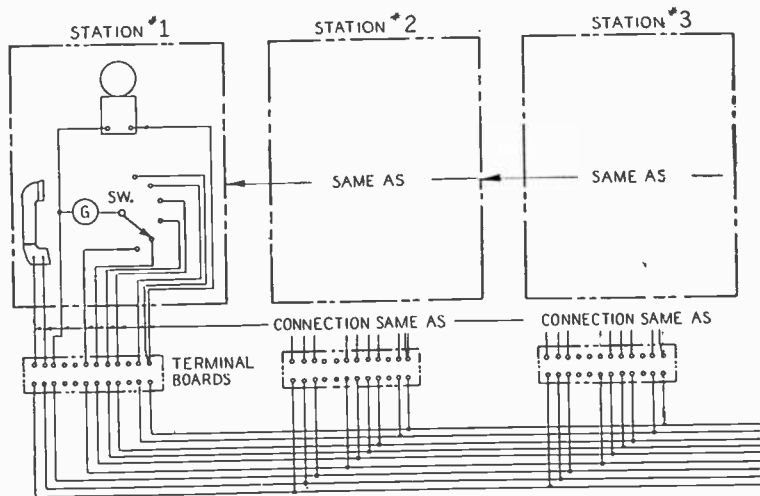 STATION #1
STATION #2
STATION #3
SAME AS
SAME AS
SW.
G
CONNECTION SAME AS
CONNECTION SAME AS
TERMINAL
BOARDS